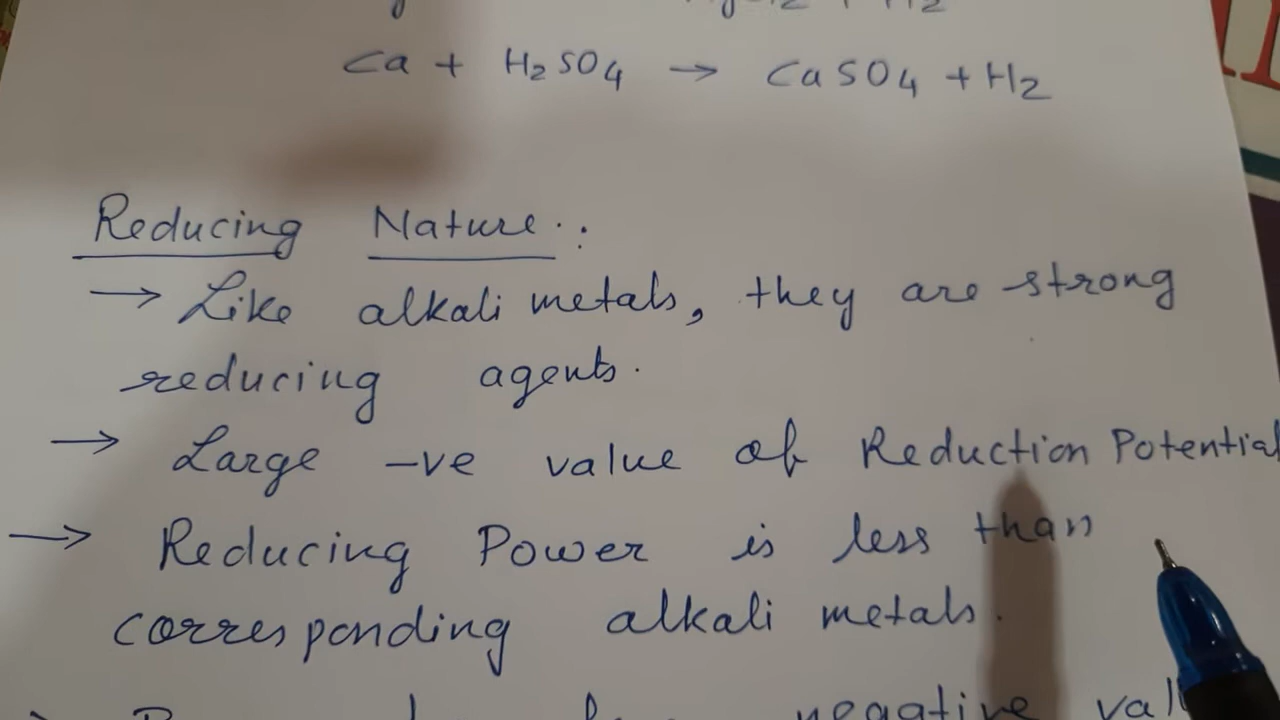 Ca + H2SO4 → CaSO4 + H2
Reducing Nature :
→ Like alkali metals, they are strong
reducing agents.
→ Large -ve value of Reduction Potential
→ Reducing Power is less than
corresponding alkali metals.
negative